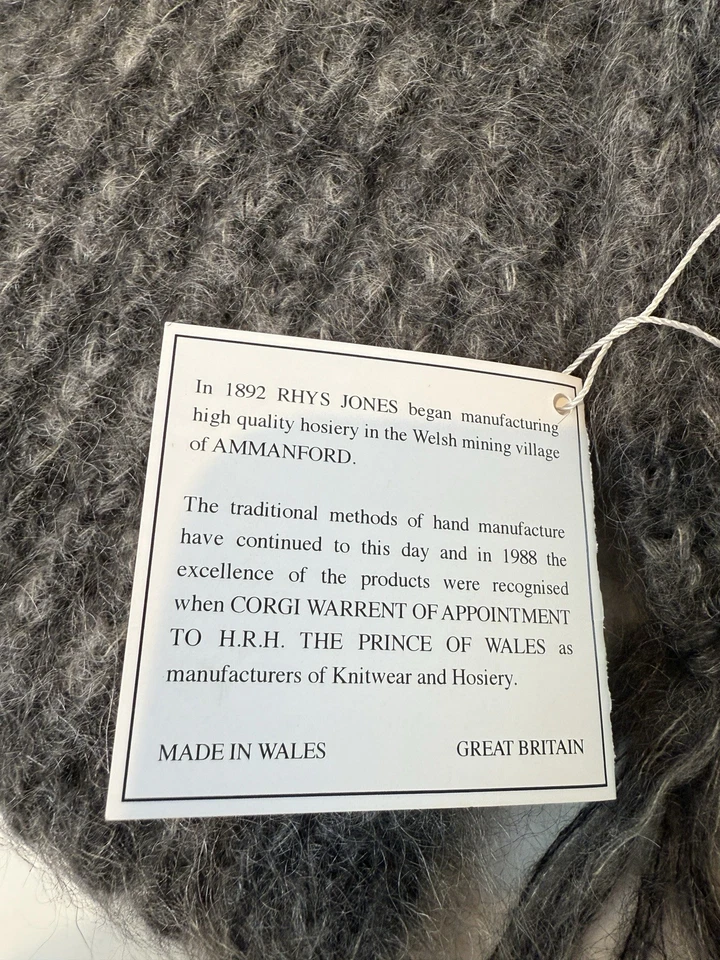 In 1892 RHYS JONES began manufacturing
high quality hosiery in the Welsh mining village
of AMMANFORD.
The traditional methods of hand manufacture
have continued to this day and in 1988 the
excellence of the products were recognised
when CORGI WARRENT OF APPOINTMENT
TO H.R.H. THE PRINCE OF WALES as
manufacturers of Knitwear and Hosiery.
MADE IN WALES GREAT BRITAIN